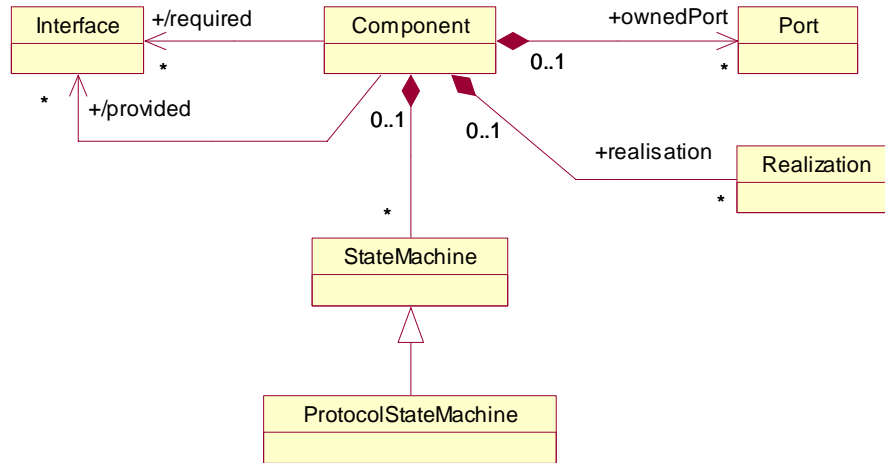 Interface
+/required
*
Component
+ownedPort
0..1
*
Port
*
+/provided
0..1
0..1
+realisation
*
Realization
*
StateMachine
ProtocolStateMachine